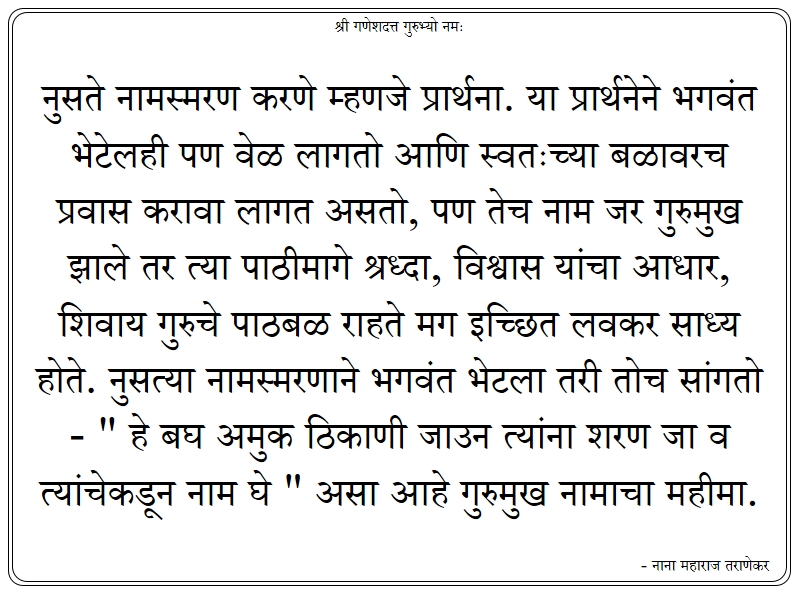 श्री गणेशदत्त गुरुभ्यो नमः
नुसते नामस्मरण करणे म्हणजे प्रार्थना. या प्रार्थनेने भगवंत
भेटेलही पण वेळ लागतो आणि स्वतःच्या बळावरच
प्रवास करावा लागत असतो, पण तेच नाम जर गुरुमुख
झाले तर त्या पाठीमागे श्रध्दा, विश्वास यांचा आधार,
शिवाय गुरुचे पाठबळ राहते मग इच्छित लवकर साध्य
होते. नुसत्या नामस्मरणाने भगवंत भेटला तरी तोच सांगतो
- " हे बघ अमुक ठिकाणी जाउन त्यांना शरण जा व
त्यांचेकडून नाम घे " असा आहे गुरुमुख नामाचा महीमा.
- नाना महाराज तराणेकर